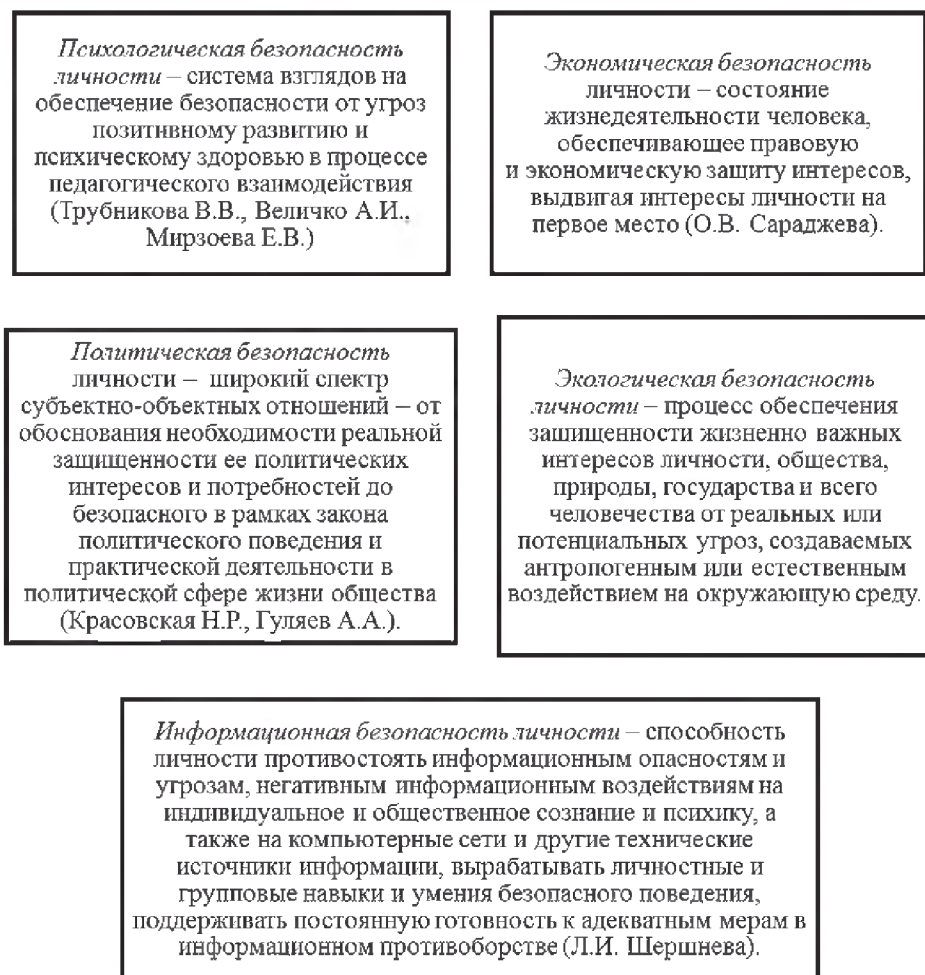 Психологическая безопасность
личности – система взглядов на
обеспечение безопасности от угроз
позитивному развитию и
психическому здоровью в процессе
педагогического взаимодействия
(Трубникова В.В., Величко А.И.,
Мирзоева Е.В.)
Экономическая безопасность
личности – состояние
жизнедеятельности человека,
обеспечивающее правовую
и экономическую защиту интересов,
выдвигая интересы личности на
первое место (О.В. Сараджева).
Политическая безопасность
личности – широкий спектр
субъектно-объектных отношений – от
обоснования необходимости реальной
защищенности ее политических
интересов и потребностей до
безопасного в рамках закона
политического поведения и
практической деятельности в
политической сфере жизни общества
(Красовская Н.Р., Гуляев А.А.).
Экологическая безопасность
личности – процесс обеспечения
защищенности жизненно важных
интересов личности, общества,
природы, государства и всего
человечества от реальных или
потенциальных угроз, создаваемых
антропогенным или естественным
воздействием на окружающую среду.
Информационная безопасность личности – способность
личности противостоять информационным опасностям и
угрозам, негативным информационным воздействиям на
индивидуальное и общественное сознание и психику, а
также на компьютерные сети и другие технические
источники информации, вырабатывать личностные и
групповые навыки и умения безопасного поведения,
поддерживать постоянную готовность к адекватным мерам в
информационном противоборстве (Л.И. Шершнева).